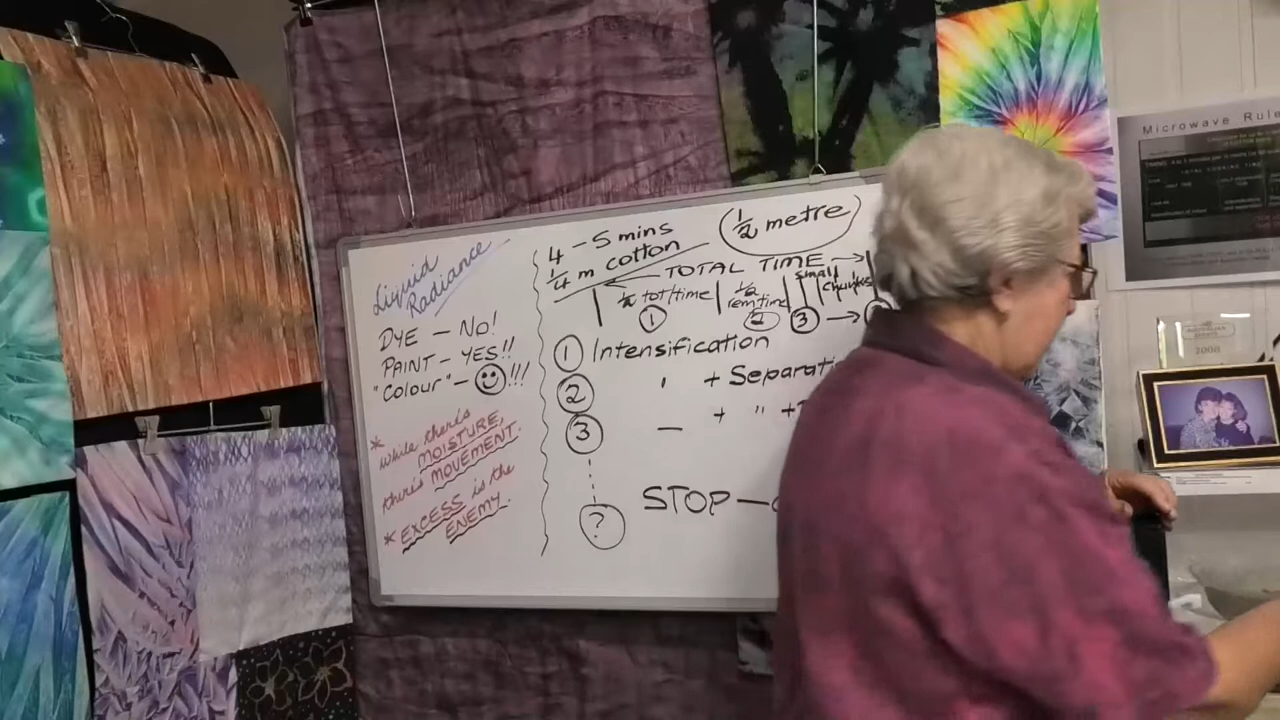 Liquid
Radiance
DYE — No!
PAINT — YES!!
"Colour" — !!!
* While there's
MOISTURE,
there's MOVEMENT.
* EXCESS is the
ENEMY.
4 - 5 mins
1/4 m cotton
(1/2 metre)
TOTAL TIME
1/2 tot/time
1/2 rem time
small chunks
1 2 3
1 Intensification
2 " + Separati
3 — + " +
? STOP —
Microwave Rule
2008